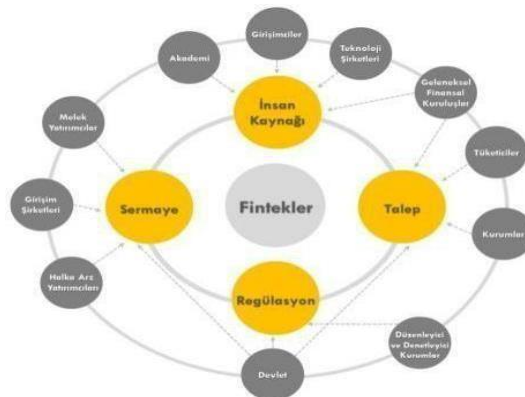 Girişimciler
Akademi
Teknoloji
Şirketleri
İnsan
Kaynağı
Geleneksel
Finansal
Kuruluşlar
Melek
Yatırımcılar
Tüketiciler
Girişim
Şirketleri
Sermaye
Fintekler
Talep
Kurumlar
Halka Arz
Yatırımcıları
Regülasyon
Düzenleyici
ve Denetleyici
Kurumlar
Devlet